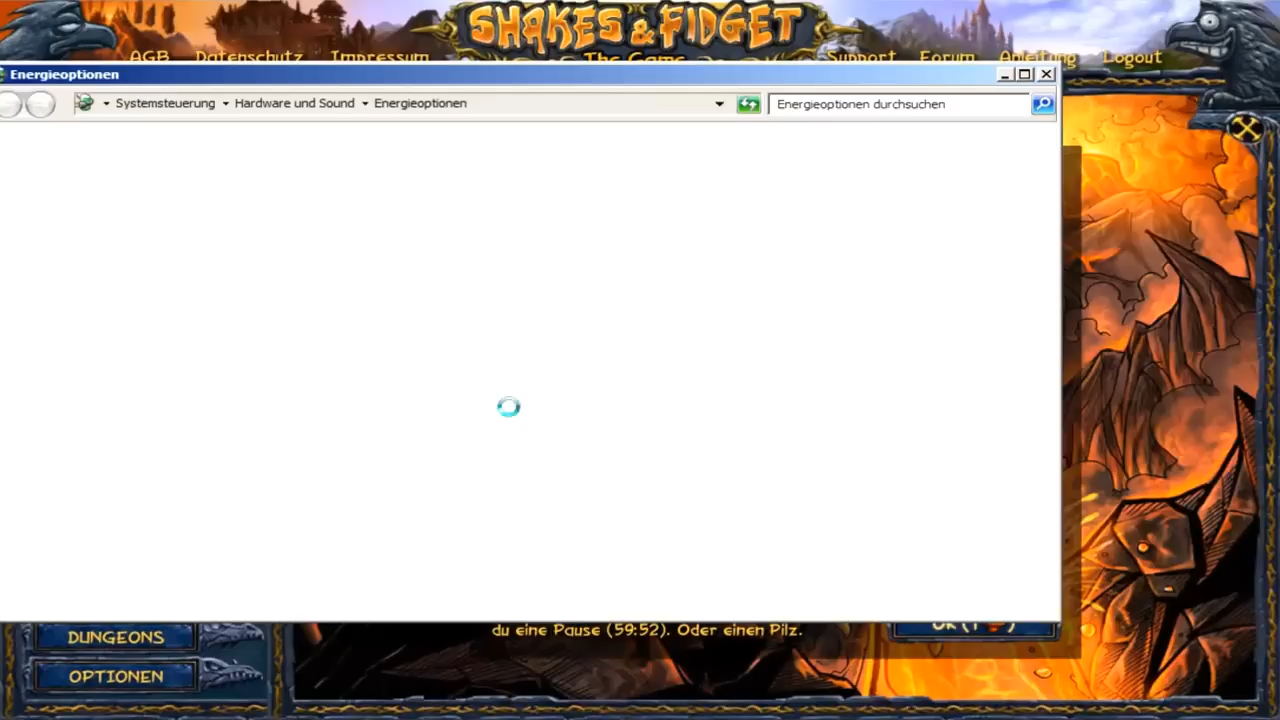 SHAKES & FIDGET
The Game
AGB Datenschutz Impressum Support Forum Anleitung Logout
Energieoptionen
Systemsteuerung Hardware und Sound Energieoptionen
Energieoptionen durchsuchen
du eine Pause (59:52). Oder einen Pilz.
DUNGEONS
OPTIONEN